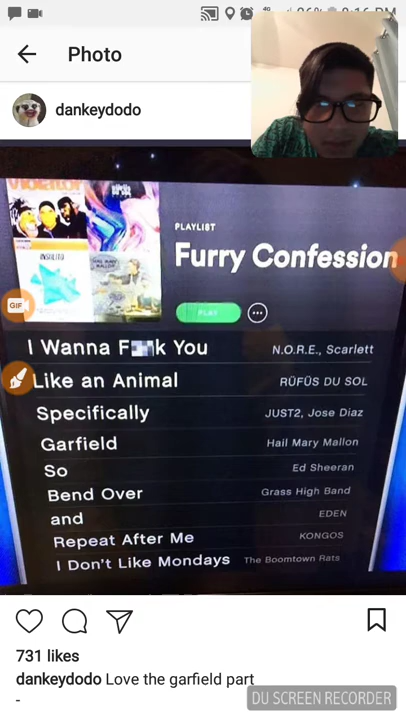 Photo
dankeydodo
PLAYLIST
Furry Confession
PLAY
GIF
I Wanna F k You N.O.R.E., Scarlett
Like an Animal RÜFÜS DU SOL
Specifically JUST2, Jose Diaz
Garfield Hail Mary Mallon
So Ed Sheeran
Bend Over Grass High Band
and EDEN
Repeat After Me KONGOS
I Don't Like Mondays The Boomtown Rats
731 likes
dankeydodo Love the garfield part
-
DU SCREEN RECORDER